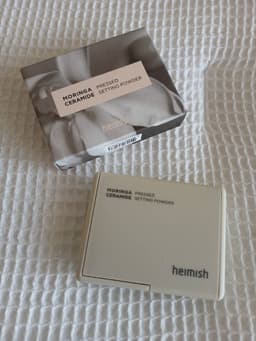 MORINGA PRESSED
CERAMIDE SETTING POWDER
MORINGA PRESSED
CERAMIDE SETTING POWDER
heimish